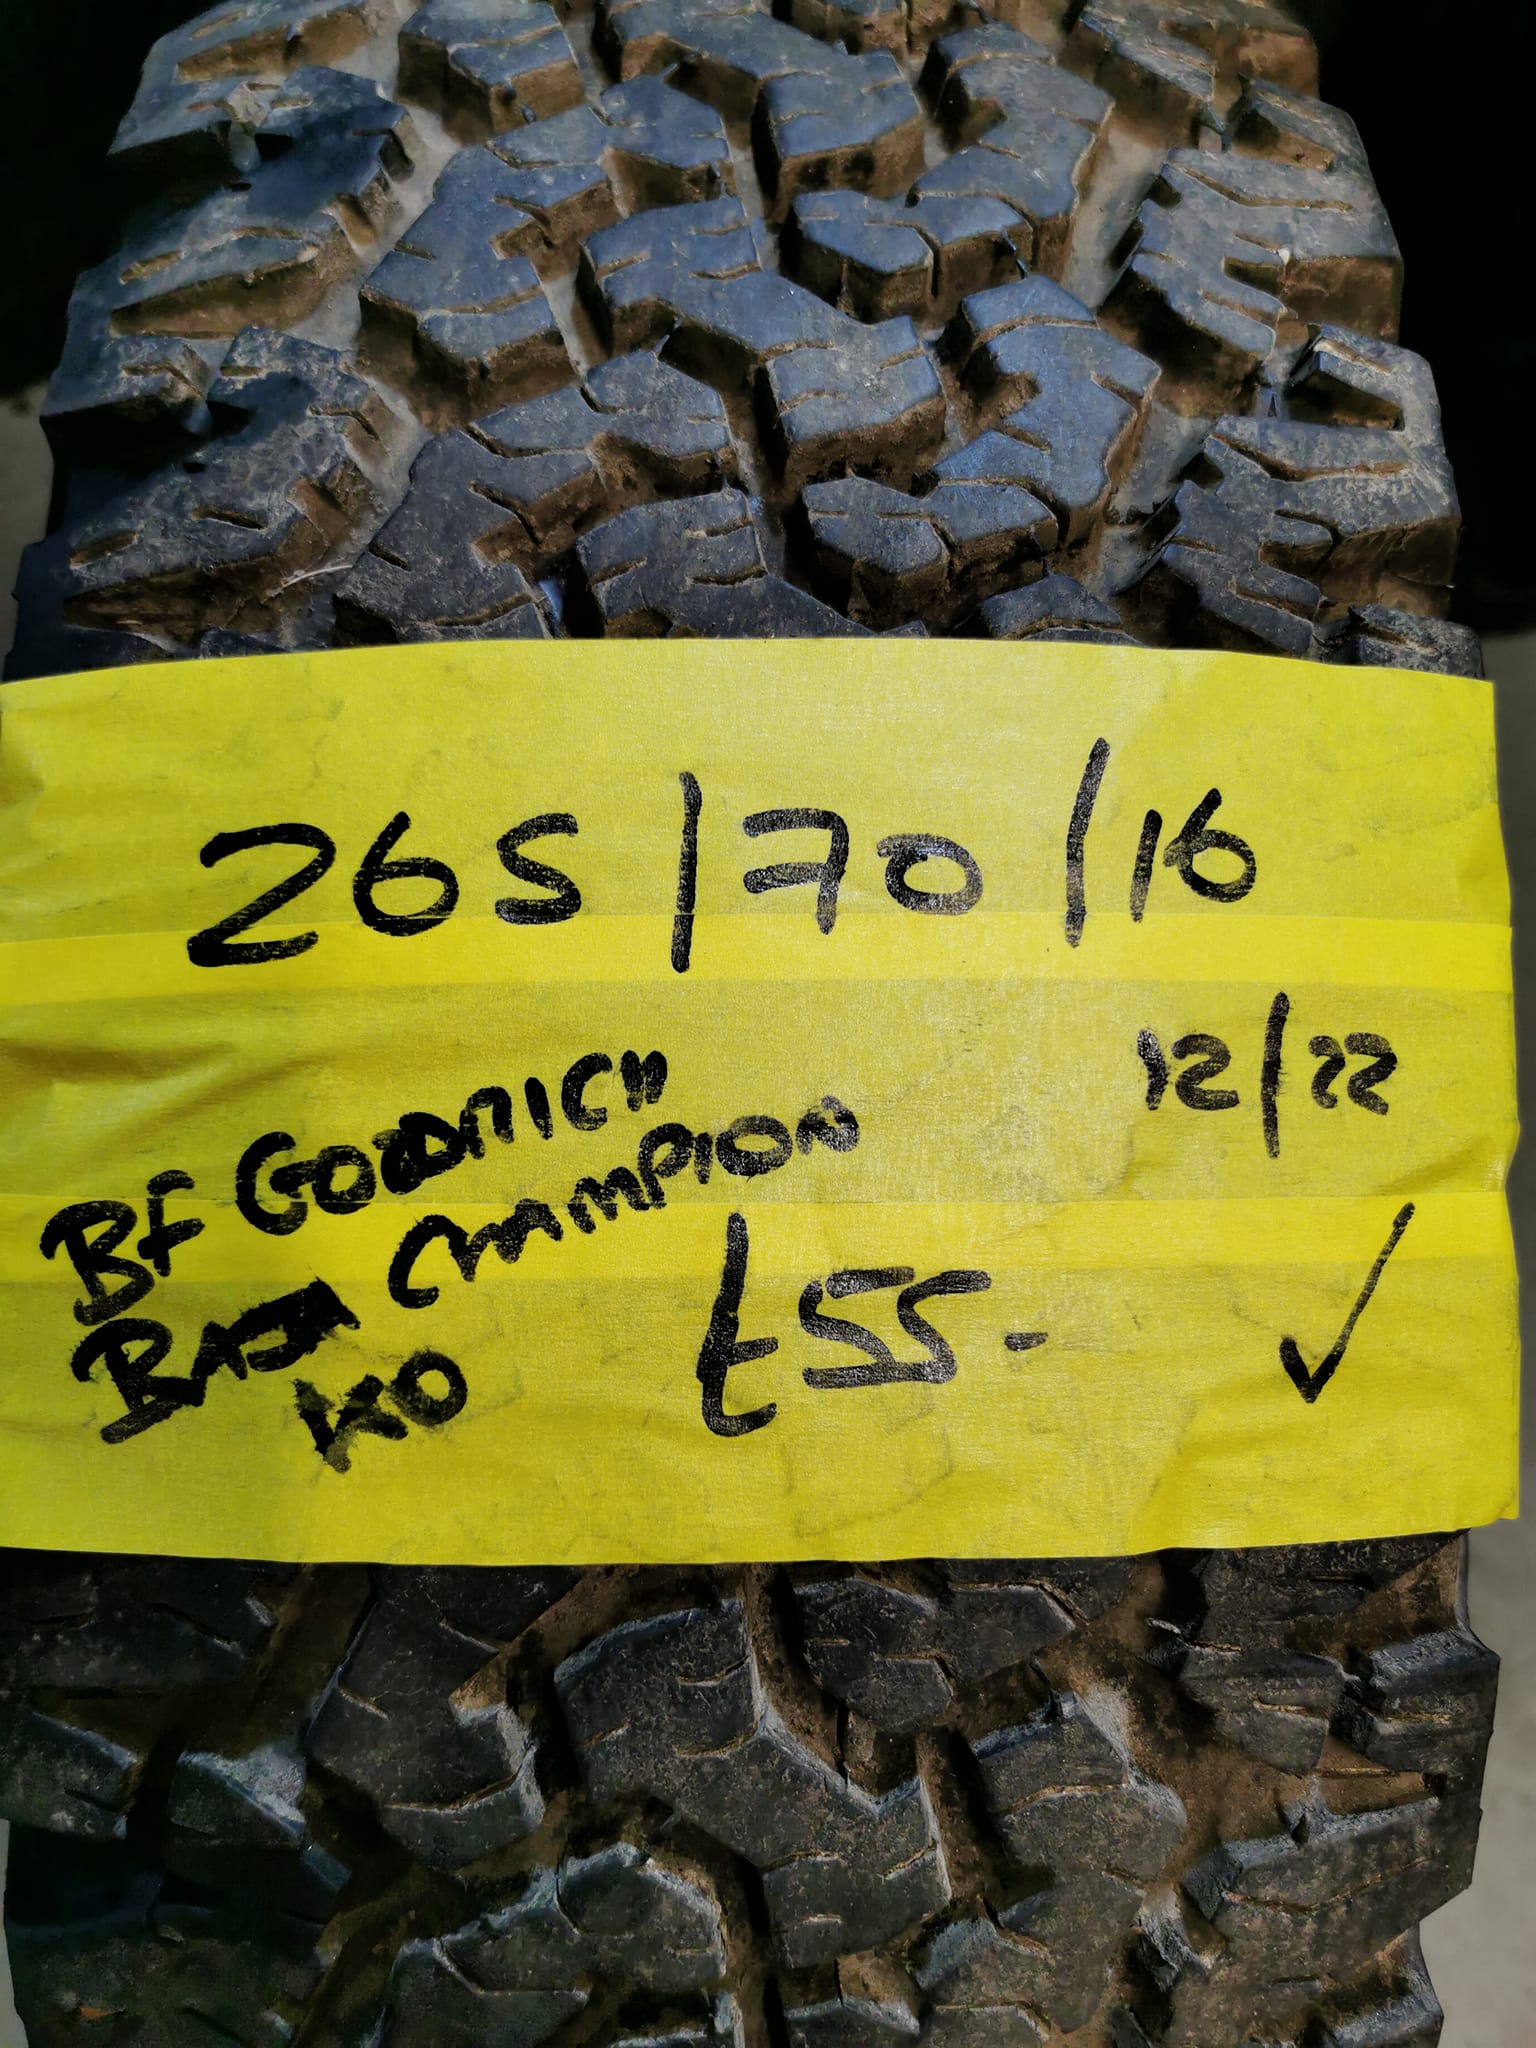 265/70/16
12/22
BF GOODRICH
BAJA CHAMPION
KO
£55-